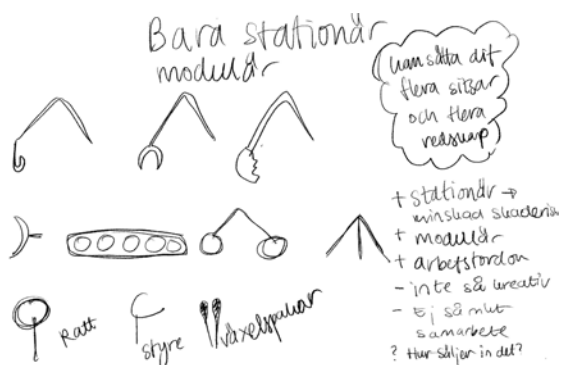 Bara stationär
modulär
kan sätta dit
flera sitsar
och flera
redskap
+ stationär →
minskad skaderisk
+ modulär
+ arbetsfordon
- inte så kreativ
- Ej så mkt
samarbete
? Hur säljer in det?
Ratt
styre
växelspakar